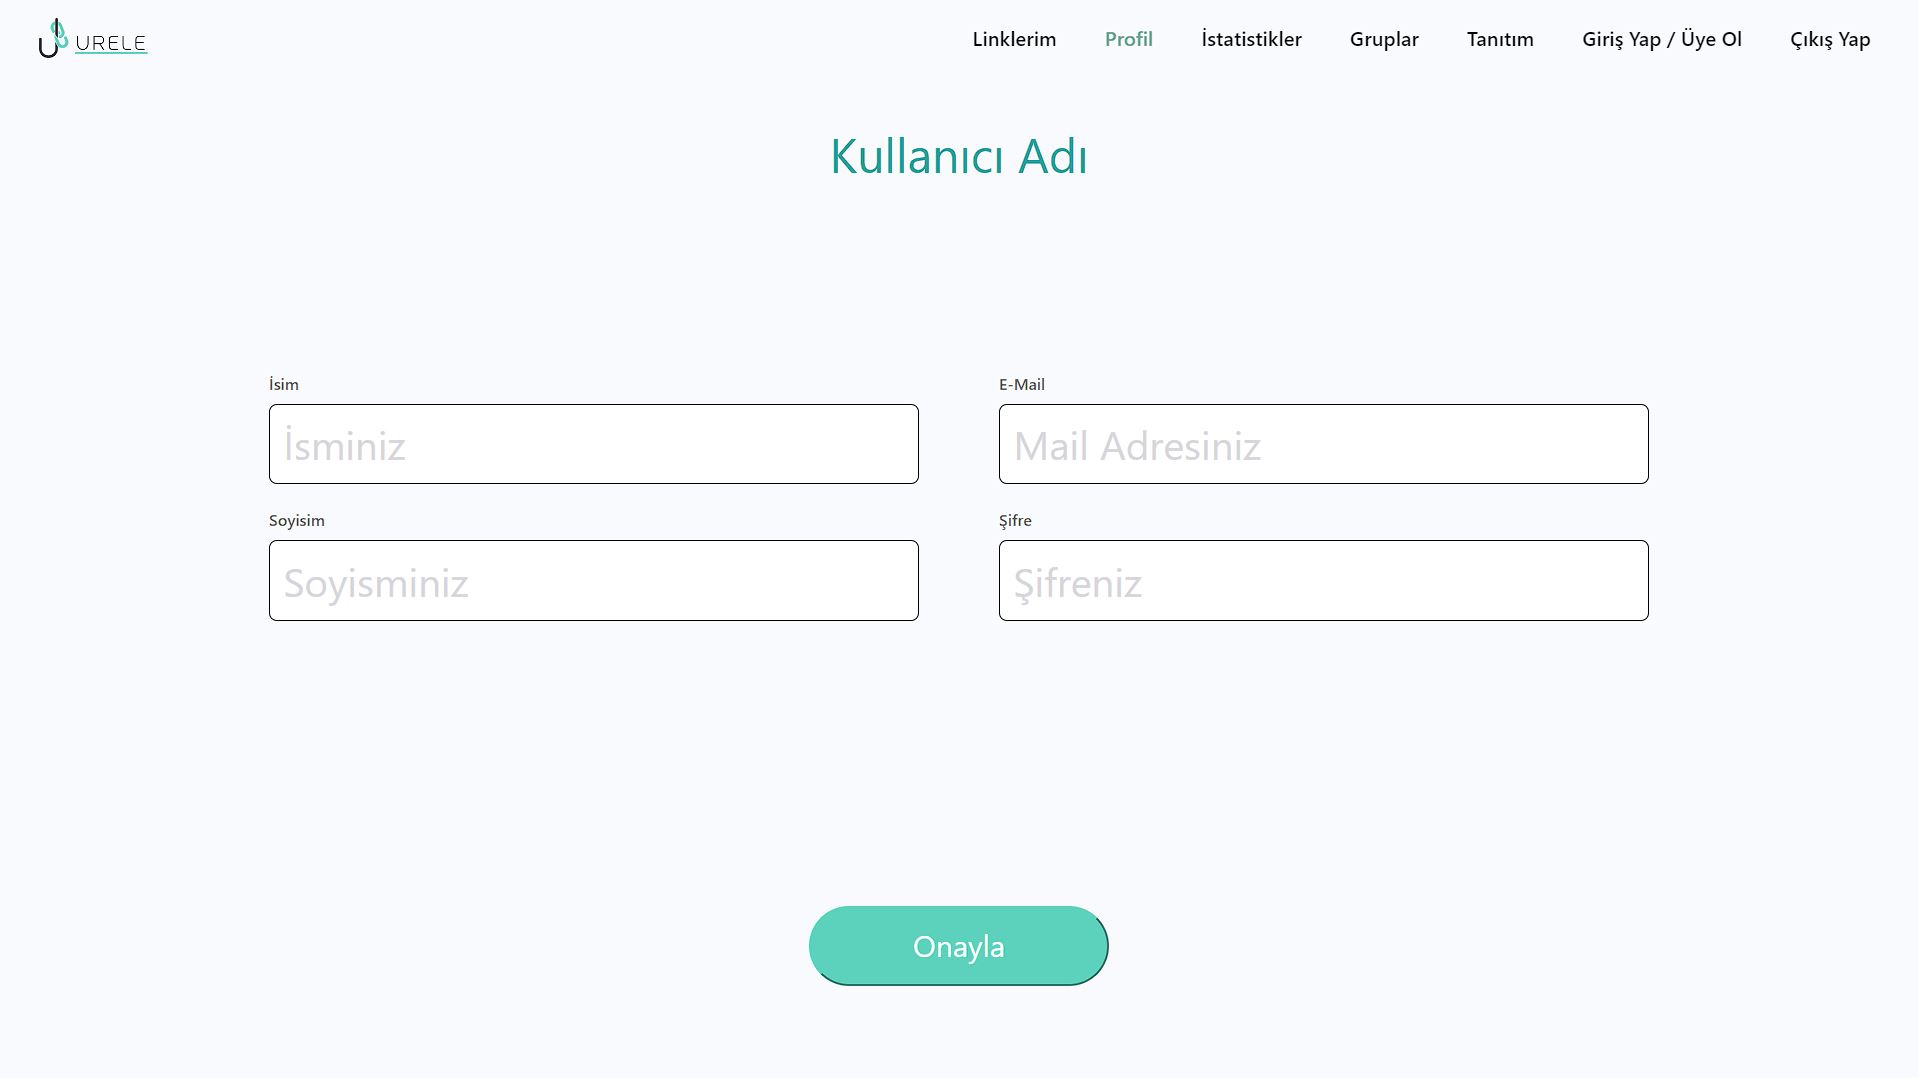 URELE
Linklerim Profil İstatistikler Gruplar Tanıtım Giriş Yap / Üye Ol Çıkış Yap
Kullanıcı Adı
İsim
İsminiz
E-Mail
Mail Adresiniz
Soyisim
Soyisminiz
Şifre
Şifreniz
Onayla